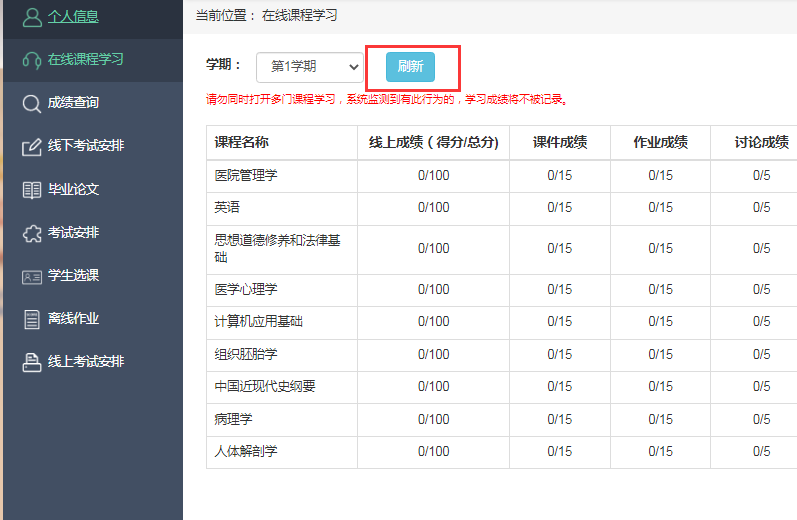 个人信息
在线课程学习
成绩查询
线下考试安排
毕业论文
考试安排
学生选课
离线作业
线上考试安排
当前位置： 在线课程学习
学期： 第1学期 刷新
请勿同时打开多门课程学习，系统监测到有此行为的，学习成绩将不被记录。
课程名称 线上成绩（得分/总分) 课件成绩 作业成绩 讨论成绩
医院管理学 0/100 0/15 0/15 0/5
英语 0/100 0/15 0/15 0/5
思想道德修养和法律基
础 0/100 0/15 0/15 0/5
医学心理学 0/100 0/15 0/15 0/5
计算机应用基础 0/100 0/15 0/15 0/5
组织胚胎学 0/100 0/15 0/15 0/5
中国近现代史纲要 0/100 0/15 0/15 0/5
病理学 0/100 0/15 0/15 0/5
人体解剖学 0/100 0/15 0/15 0/5